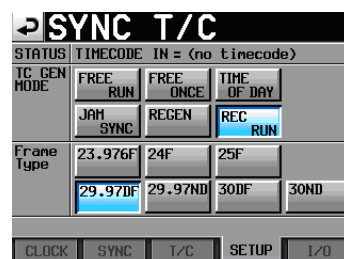 SYNC T/C
STATUS TIMECODE IN = (no timecode)
TC GEN MODE FREE RUN FREE ONCE TIME OF DAY
JAM SYNC REGEN REC RUN
Frame Type 23.976F 24F 25F
29.97DF 29.97ND 30DF 30ND
CLOCK SYNC T/C SETUP I/O